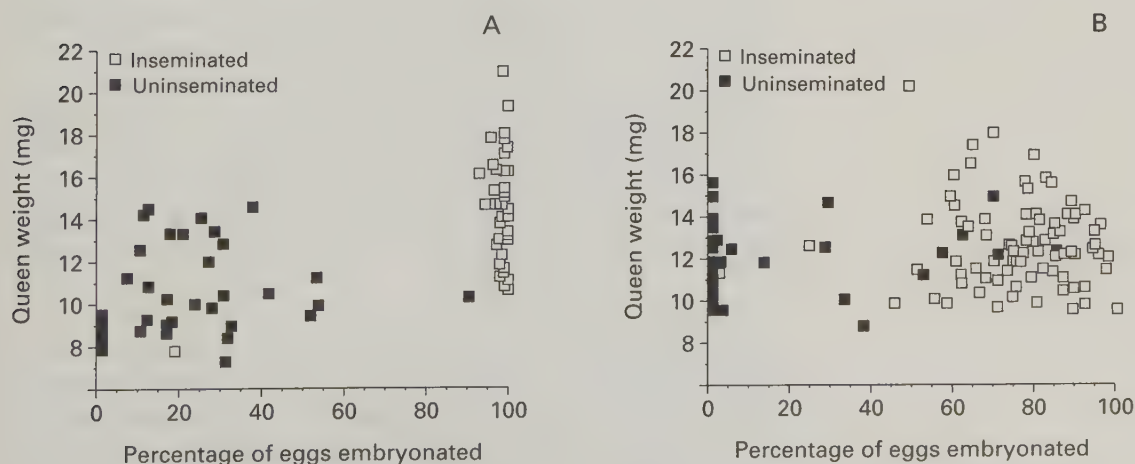 A
□ Inseminated
■ Uninseminated
Queen weight (mg)
22
20
18
16
14
12
10
8
0 20 40 60 80 100
Percentage of eggs embryonated
B
□ Inseminated
■ Uninseminated
Queen weight (mg)
22
20
18
16
14
12
10
8
0 20 40 60 80 100
Percentage of eggs embryonated